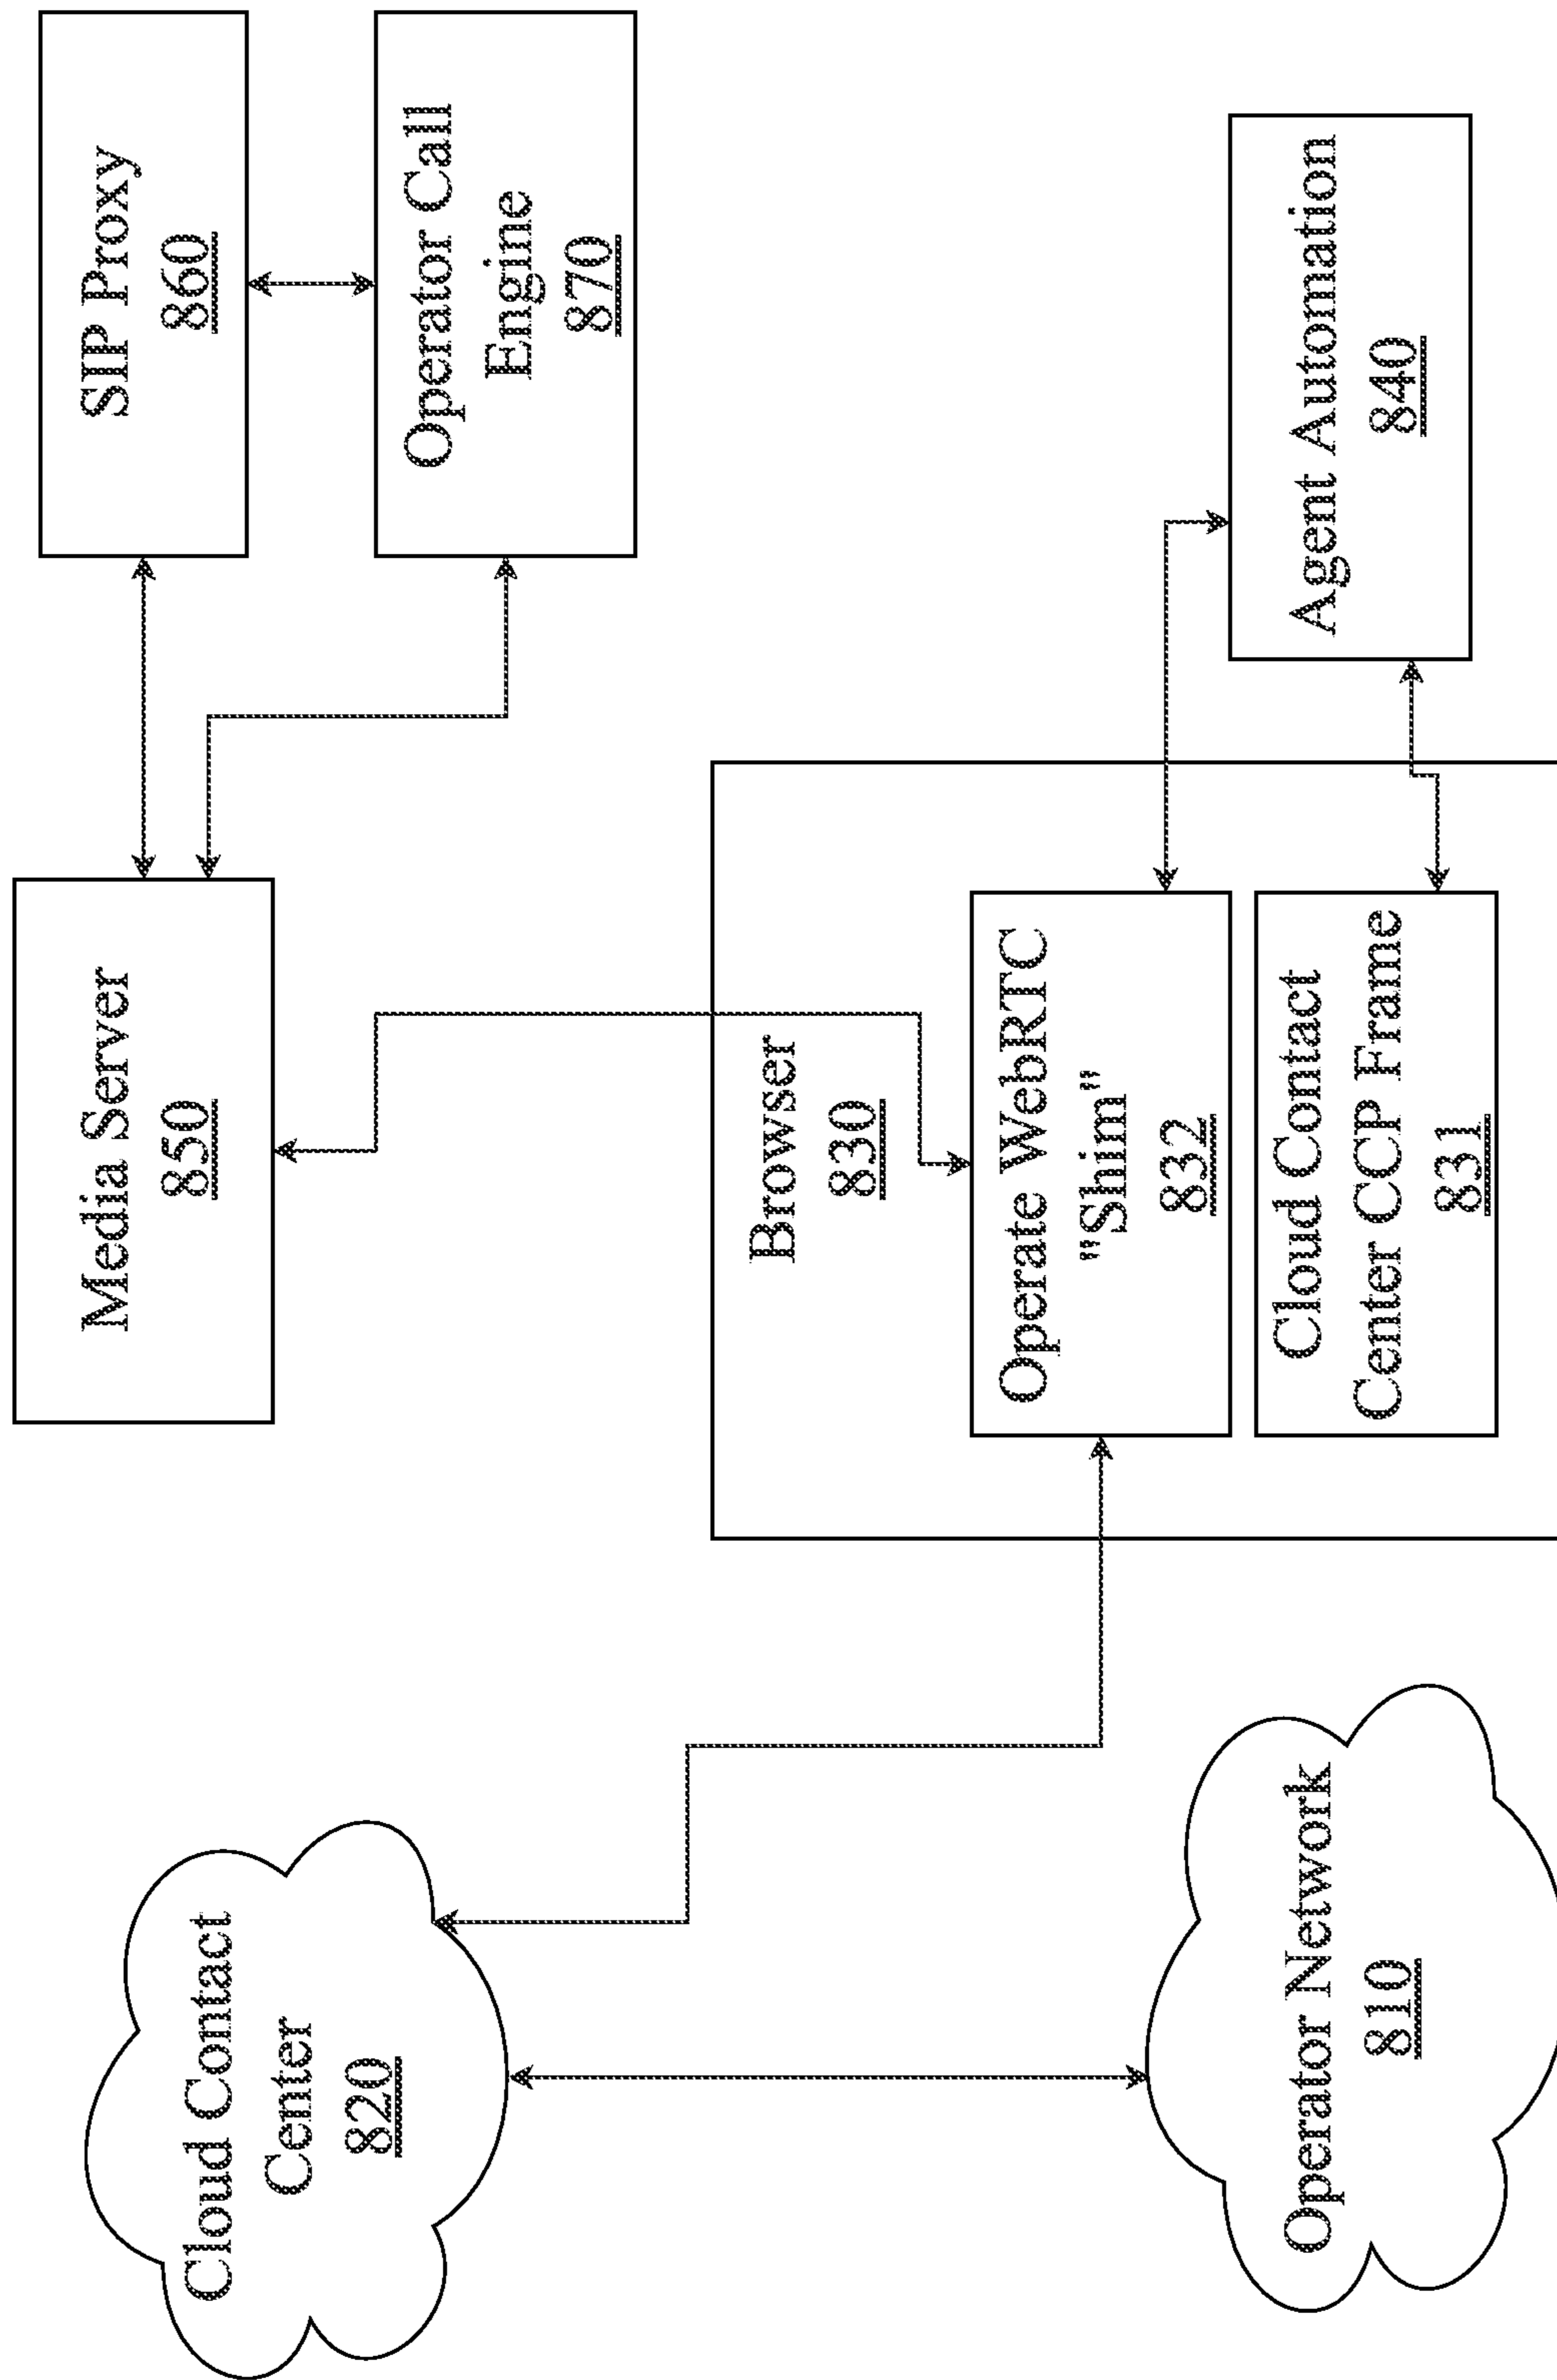 Cloud Contact
Center
820
Operator Network
810
Media Server
850
Browser
830
Operate WebRTC
"Shim"
832
Cloud Contact
Center CCP Frame
831
SIP Proxy
860
Operator Call
Engine
870
Agent Automation
840